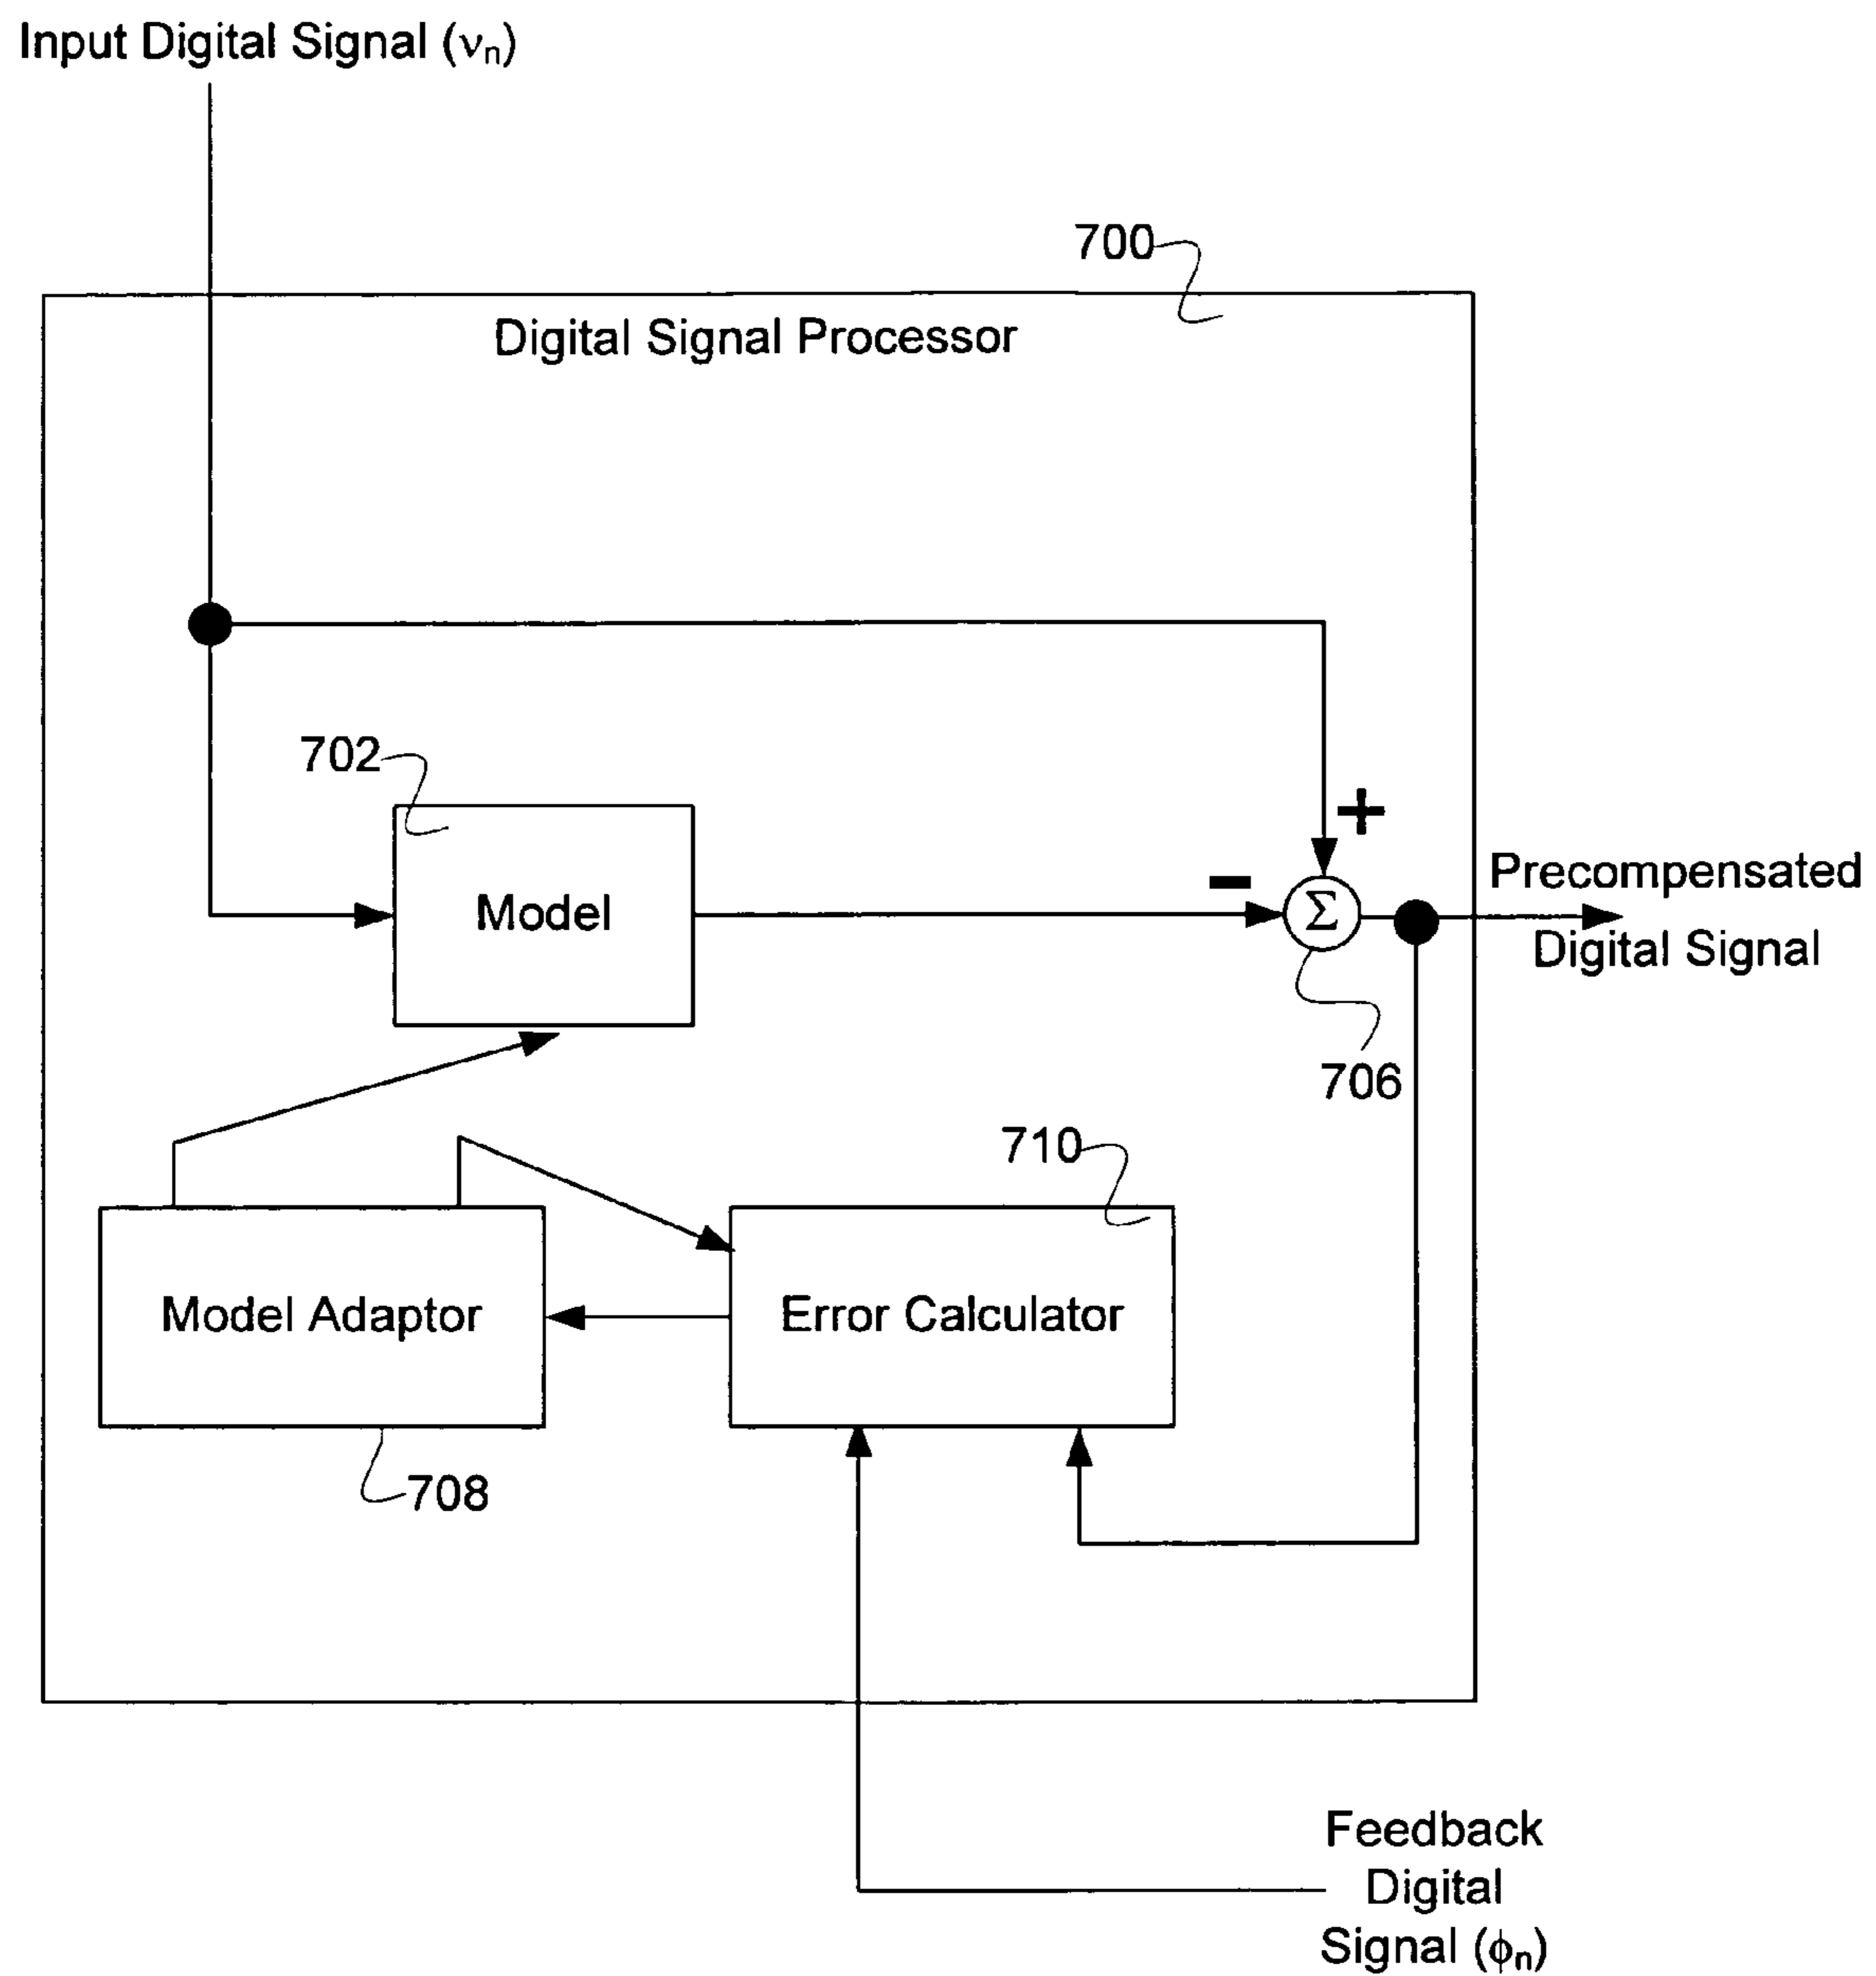 Input Digital Signal (νn)
700
Digital Signal Processor
702
+
Model
-
Σ
Precompensated
Digital Signal
706
710
Model Adaptor
Error Calculator
708
Feedback
Digital
Signal (ϕn)